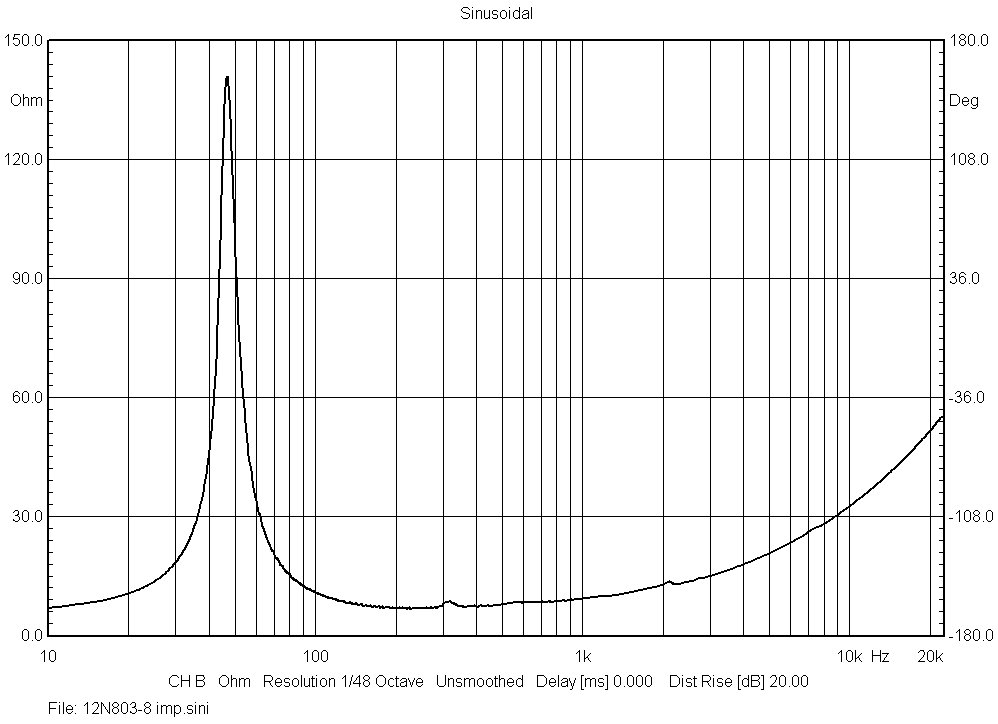 Sinusoidal
150.0 180.0
Ohm Deg
120.0 108.0
90.0 36.0
60.0 -36.0
30.0 -108.0
0.0 -180.0
10 100 1k 10k Hz 20k
CH B Ohm Resolution 1/48 Octave Unsmoothed Delay [ms] 0.000 Dist Rise [dB] 20.00
File: 12N803-8 imp.sini